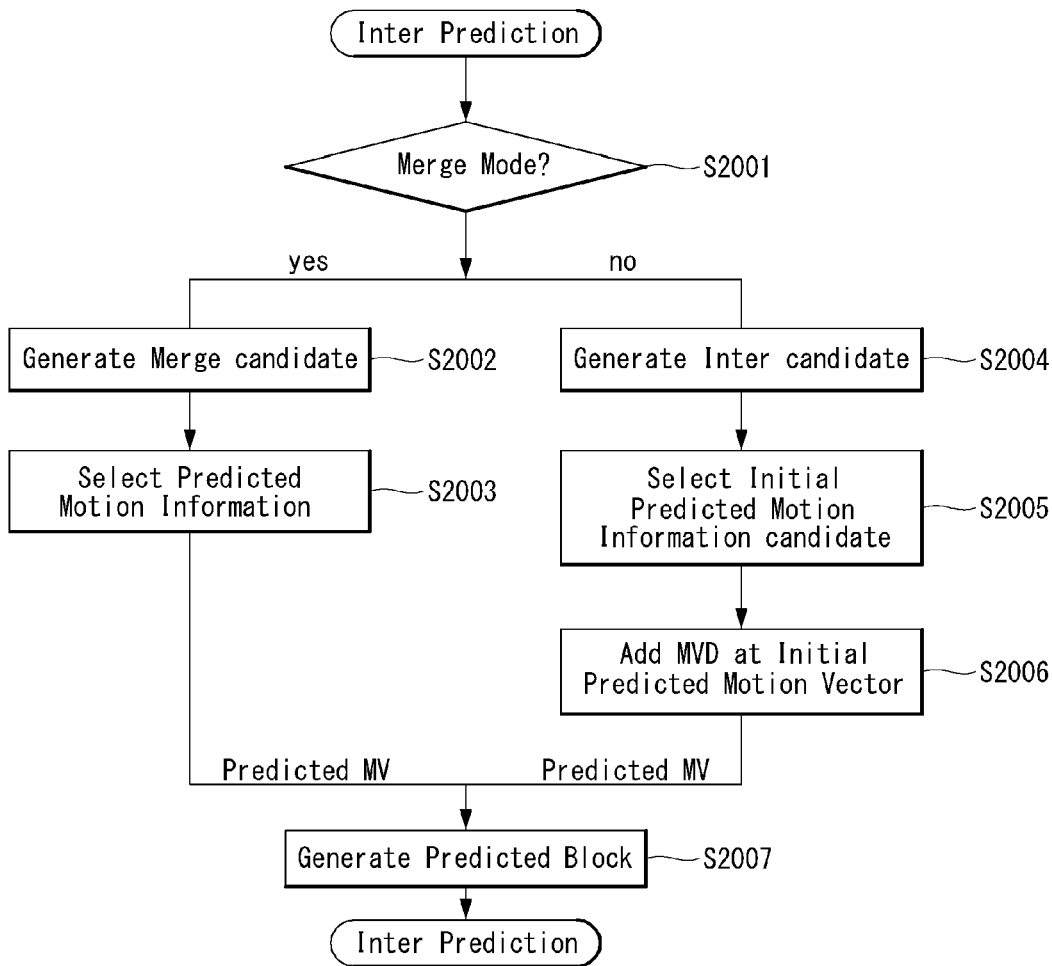 Inter Prediction
Merge Mode?
S2001
yes
no
Generate Merge candidate
S2002
Generate Inter candidate
S2004
Select Predicted
Motion Information
S2003
Select Initial
Predicted Motion
Information candidate
S2005
Add MVD at Initial
Predicted Motion Vector
S2006
Predicted MV
Predicted MV
Generate Predicted Block
S2007
Inter Prediction